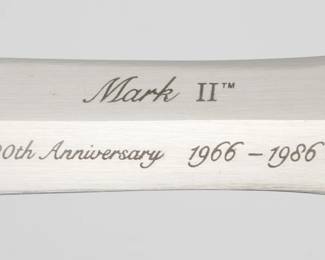 Mark II™
0th Anniversary 1966 – 1986